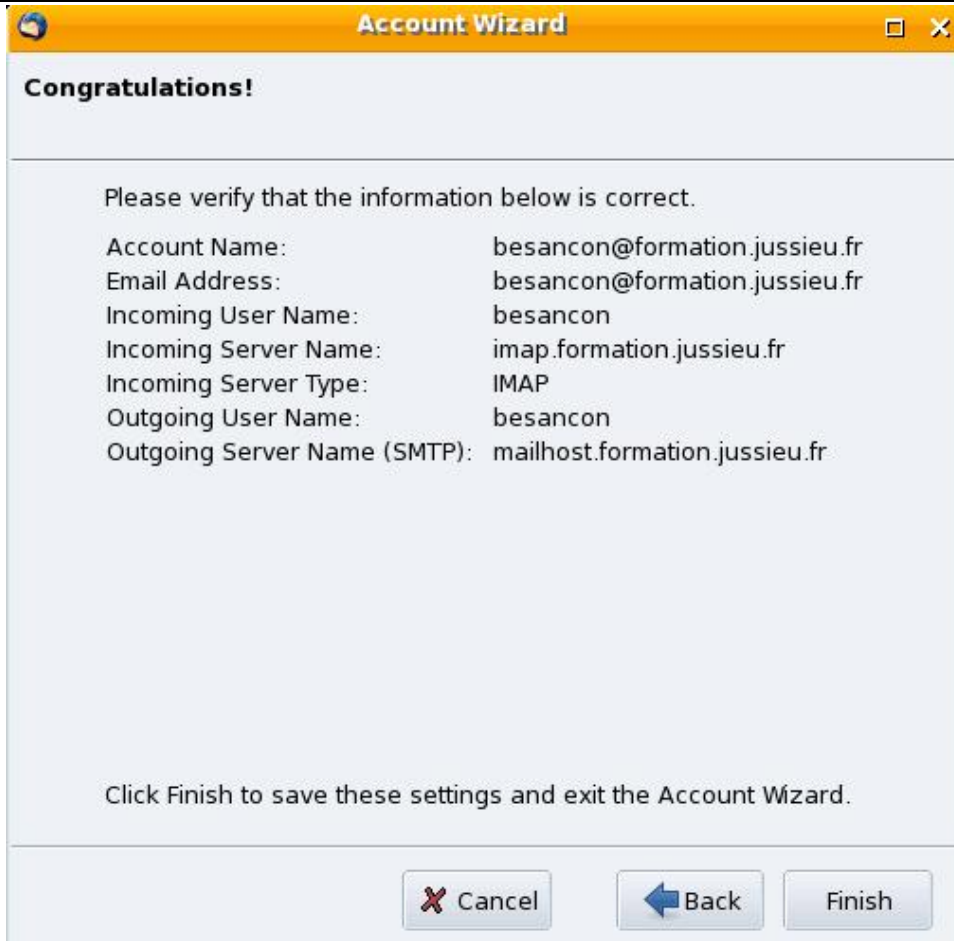 Account Wizard
Congratulations!
Please verify that the information below is correct.
Account Name: besancon@formation.jussieu.fr
Email Address: besancon@formation.jussieu.fr
Incoming User Name: besancon
Incoming Server Name: imap.formation.jussieu.fr
Incoming Server Type: IMAP
Outgoing User Name: besancon
Outgoing Server Name (SMTP): mailhost.formation.jussieu.fr
Click Finish to save these settings and exit the Account Wizard.
Cancel Back Finish